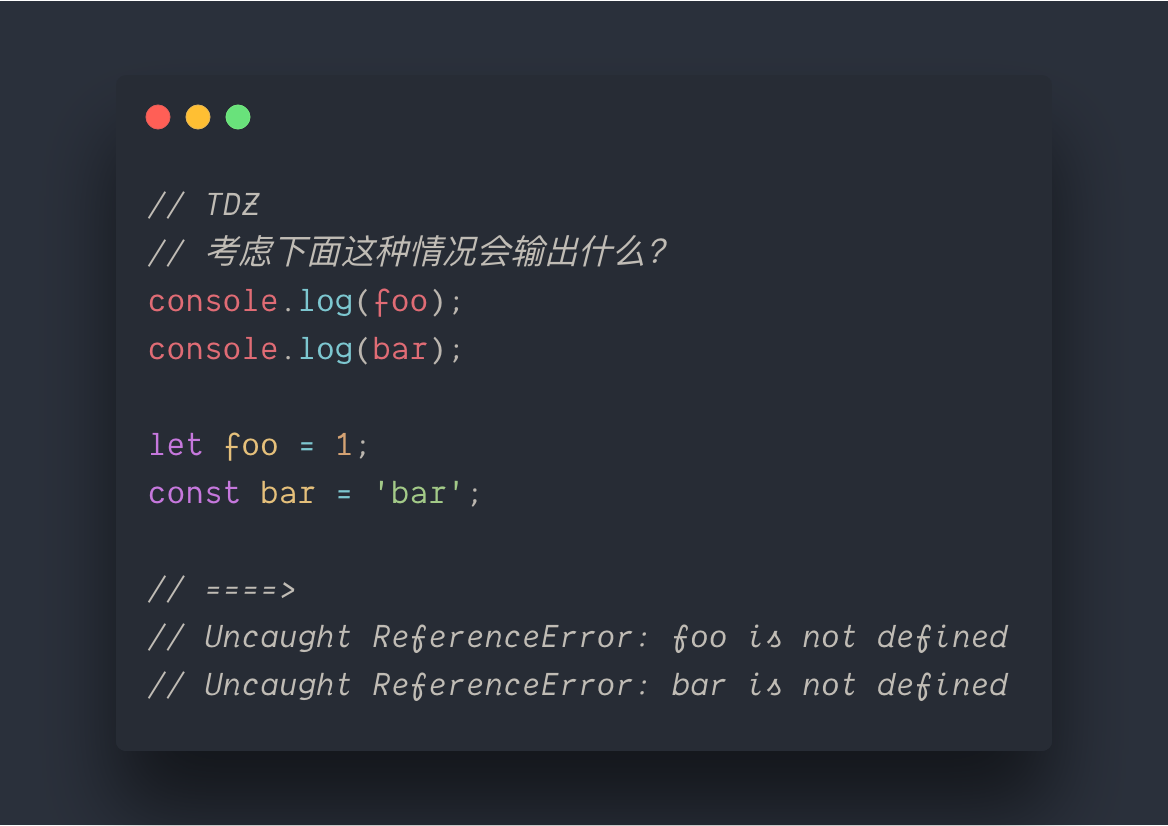 // TDZ
// 考虑下面这种情况会输出什么?
console.log(foo);
console.log(bar);
let foo = 1;
const bar = 'bar';
// ====>
// Uncaught ReferenceError: foo is not defined
// Uncaught ReferenceError: bar is not defined